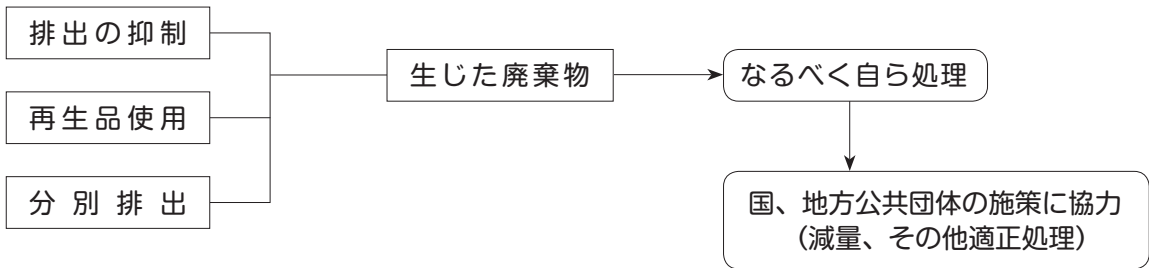 排出の抑制
再生品使用
分別排出
生じた廃棄物
なるべく自ら処理
国、地方公共団体の施策に協力
(減量、その他適正処理)